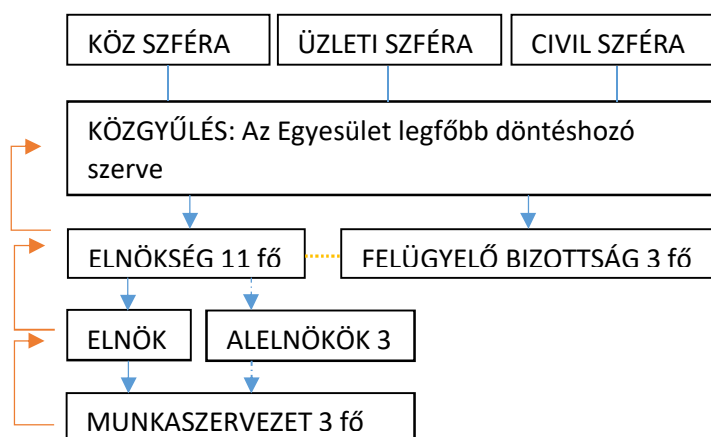 KÖZ SZFÉRA
ÜZLETI SZFÉRA
CIVIL SZFÉRA
KÖZGYŰLÉS: Az Egyesület legfőbb döntéshozó
szerve
ELNÖKSÉG 11 fő
FELÜGYELŐ BIZOTTSÁG 3 fő
ELNÖK
ALELNÖKÖK 3
MUNKASZERVEZET 3 fő